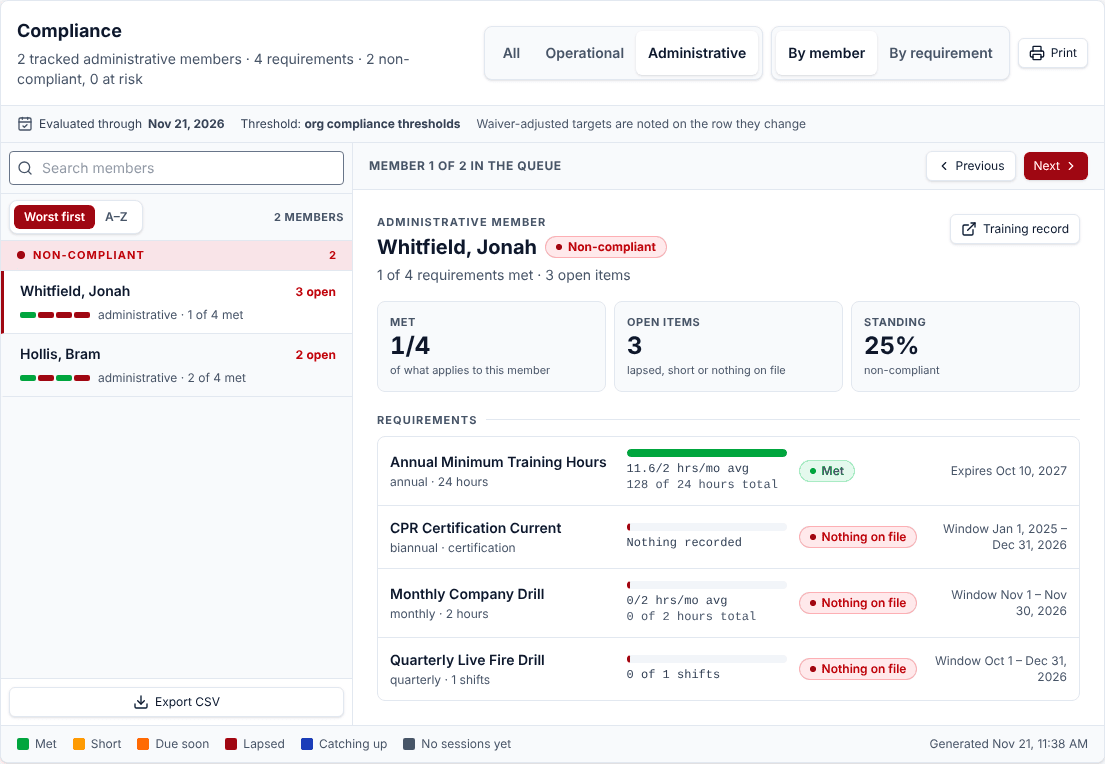 Compliance
2 tracked administrative members · 4 requirements · 2 non-
compliant, 0 at risk
All
Operational
Administrative
By member
By requirement
Print
Evaluated through Nov 21, 2026
Threshold: org compliance thresholds
Waiver-adjusted targets are noted on the row they change
Search members
MEMBER 1 OF 2 IN THE QUEUE
Previous
Next
Worst first
A–Z
2 MEMBERS
NON-COMPLIANT
2
Whitfield, Jonah
3 open
administrative · 1 of 4 met
Hollis, Bram
2 open
administrative · 2 of 4 met
Export CSV
ADMINISTRATIVE MEMBER
Whitfield, Jonah
Non-compliant
Training record
1 of 4 requirements met · 3 open items
MET
1/4
of what applies to this member
OPEN ITEMS
3
lapsed, short or nothing on file
STANDING
25%
non-compliant
REQUIREMENTS
Annual Minimum Training Hours
annual · 24 hours
11.6/2 hrs/mo avg
128 of 24 hours total
Met
Expires Oct 10, 2027
CPR Certification Current
biannual · certification
Nothing recorded
Nothing on file
Window Jan 1, 2025 –
Dec 31, 2026
Monthly Company Drill
monthly · 2 hours
0/2 hrs/mo avg
0 of 2 hours total
Nothing on file
Window Nov 1 – Nov
30, 2026
Quarterly Live Fire Drill
quarterly · 1 shifts
0 of 1 shifts
Nothing on file
Window Oct 1 – Dec 31,
2026
Met
Short
Due soon
Lapsed
Catching up
No sessions yet
Generated Nov 21, 11:38 AM